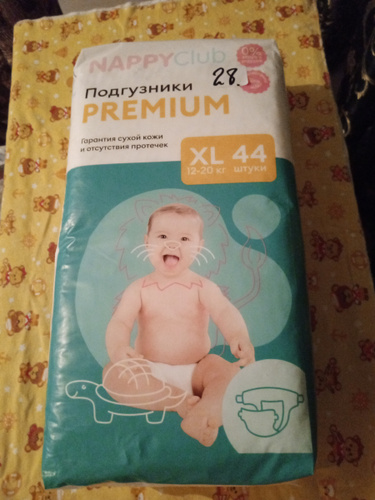 NAPPYClub
28.
Подгузники
PREMIUM
Гарантия сухой кожи
и отсутствия протечек
XL 44
12-20 кг штуки